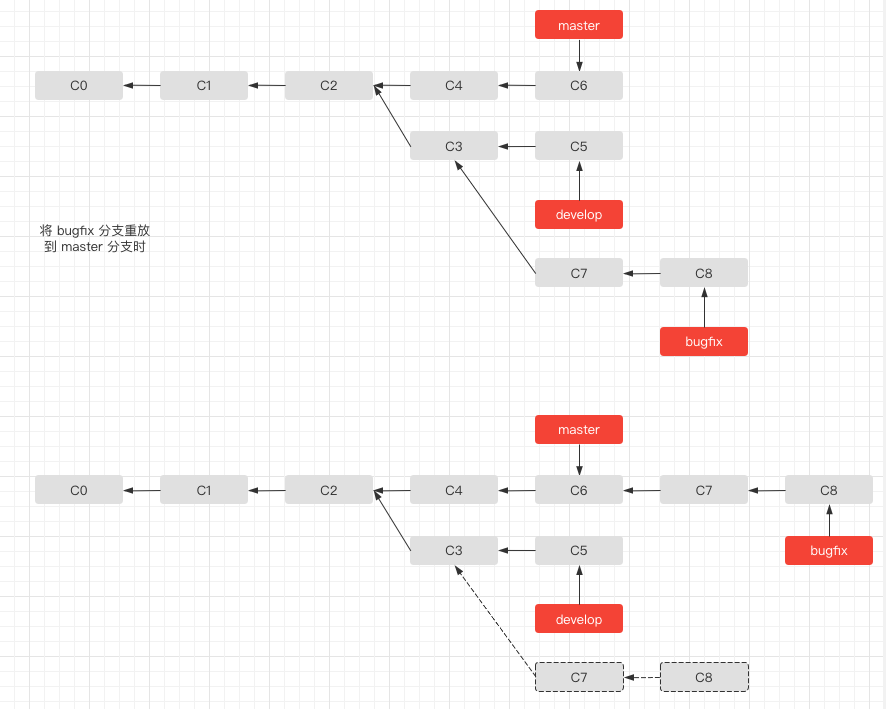 master
C0
C1
C2
C4
C6
C3
C5
develop
将 bugfix 分支重放
到 master 分支时
C7
C8
bugfix
master
C0
C1
C2
C4
C6
C7
C8
C3
C5
bugfix
develop
C7
C8